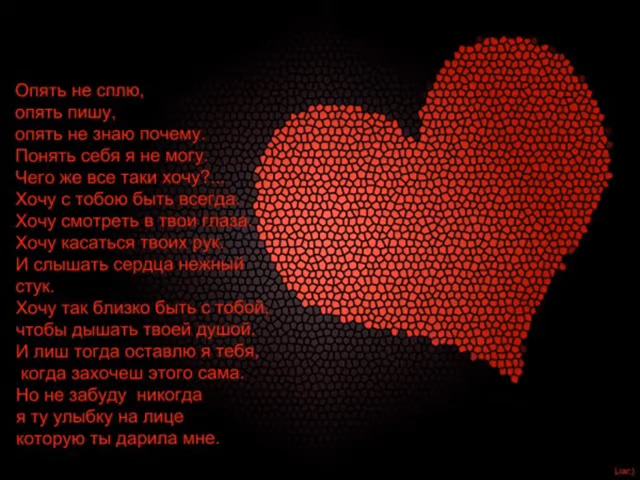 Опять не сплю,
опять пишу,
опять не знаю почему.
Понять себя я не могу.
Чего же все таки хочу?...
Хочу с тобою быть всегда.
Хочу смотреть в твои глаза.
Хочу касаться твоих рук.
И слышать сердца нежный
стук.
Хочу так близко быть с тобой,
чтобы дышать твоей душой.
И лиш тогда оставлю я тебя,
когда захочеш этого сама.
Но не забуду никогда
я ту улыбку на лице
которую ты дарила мне.